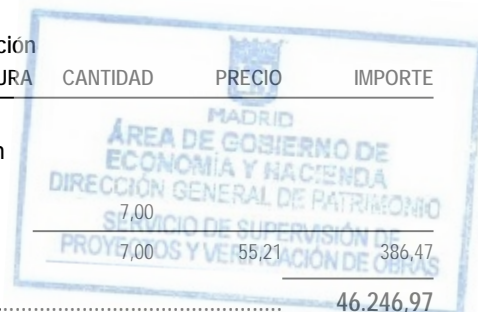 ción
URA CANTIDAD PRECIO IMPORTE
MADRID
ÁREA DE GOBIERNO DE
n
ECONOMÍA Y HACIENDA
DIRECCIÓN GENERAL DE PATRIMONIO
7,00
SERVICIO DE SUPERVISIÓN DE
PROYECTOS Y VERIFICACIÓN DE OBRAS
7,00 55,21 386,47
46.246,97